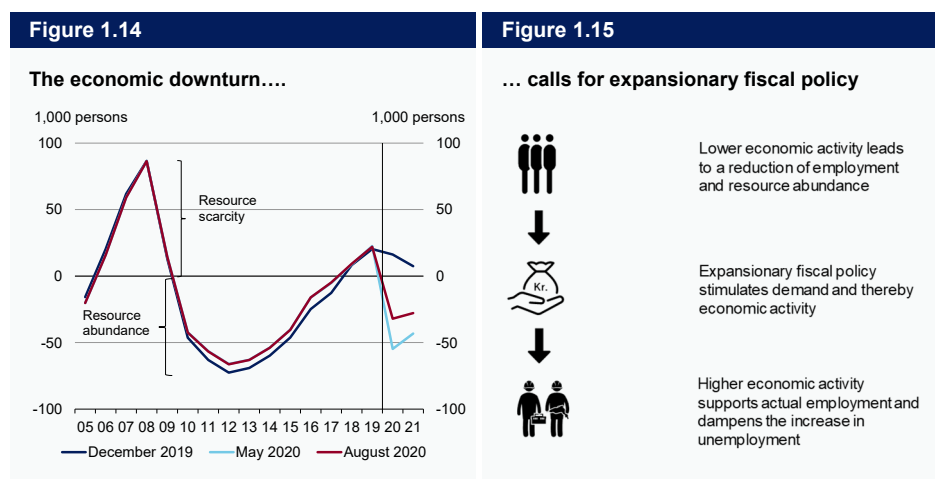 Figure 1.14
The economic downturn….
1,000 persons
1,000 persons
100
50
0
-50
-100
100
50
0
-50
-100
Resource
scarcity
Resource
abundance
05 06 07 08 09 10 11 12 13 14 15 16 17 18 19 20 21
December 2019
May 2020
August 2020
Figure 1.15
… calls for expansionary fiscal policy
Lower economic activity leads
to a reduction of employment
and resource abundance
Kr.
Expansionary fiscal policy
stimulates demand and thereby
economic activity
Higher economic activity
supports actual employment and
dampens the increase in
unemployment